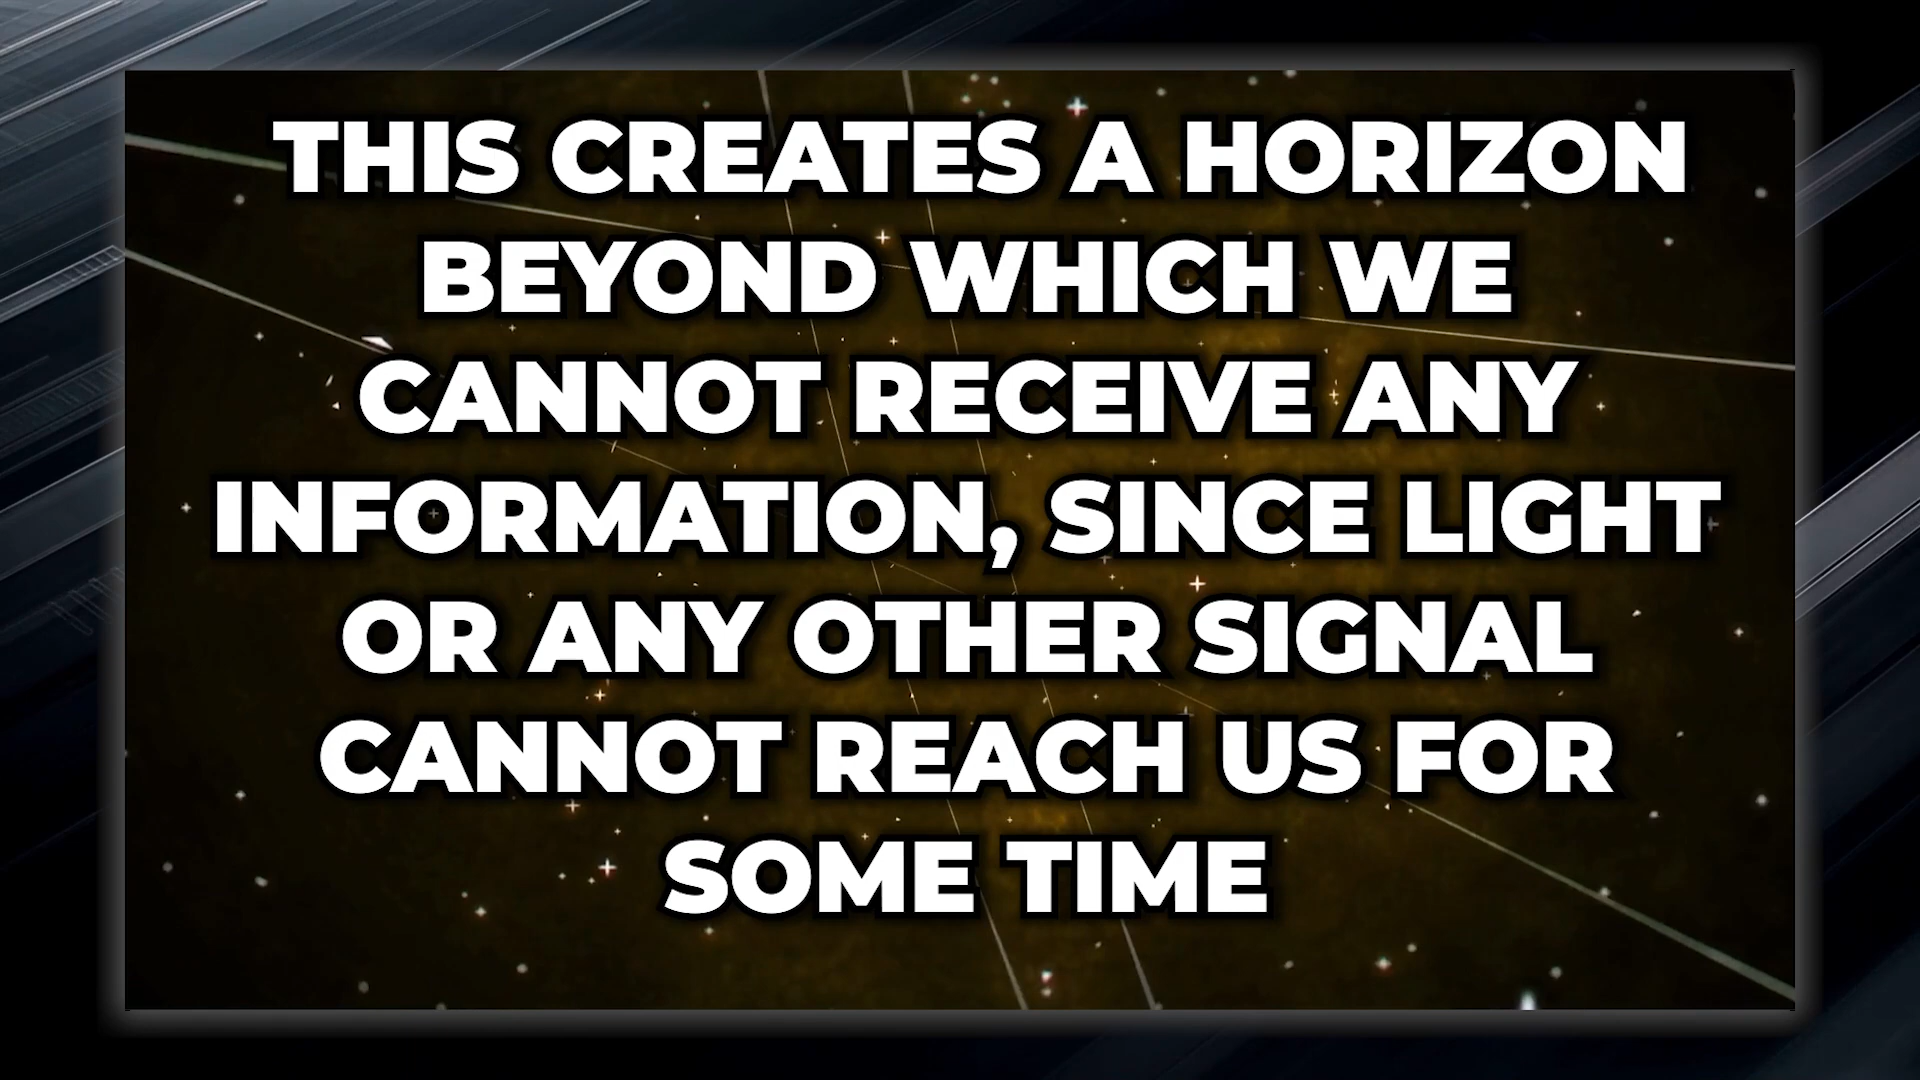 THIS CREATES A HORIZON
BEYOND WHICH WE
CANNOT RECEIVE ANY
INFORMATION, SINCE LIGHT
OR ANY OTHER SIGNAL
CANNOT REACH US FOR
SOME TIME